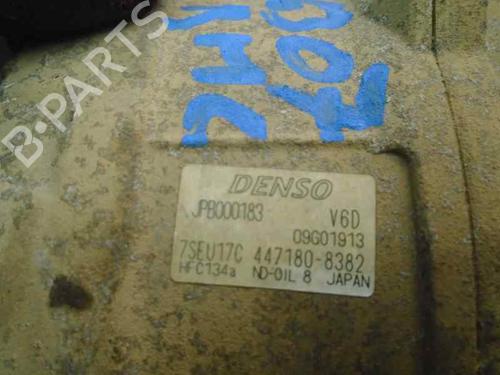 B-PARTS
DENSO
JPB000183 V6D
09G01913
7SEU17C 447180-8382
HFC134a ND-OIL 8 JAPAN